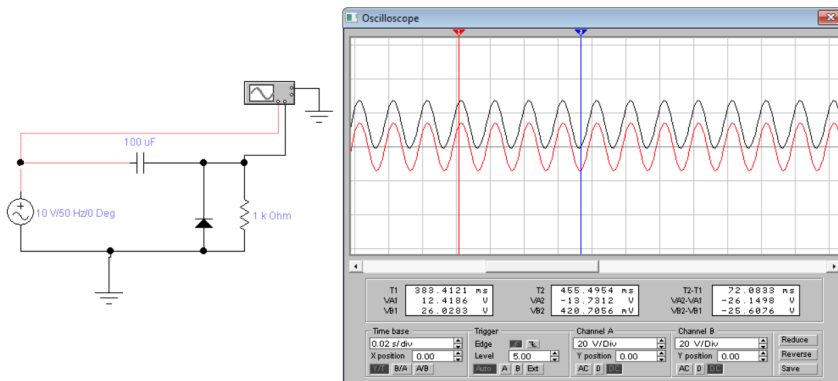 Oscilloscope
1 2
100 uF
10 V/50 Hz/0 Deg
1 k Ohm
T1 383.4121 ms T2 455.4954 ms T2-T1 72.0833 ms
VA1 12.4186 V VA2 -13.7312 V VA2-VA1 -26.1498 V
VB1 26.0283 V VB2 420.7056 mV VB2-VB1 -25.6076 V
Time base Trigger Channel A Channel B Reduce
0.02 s/div Edge 20 V/Div 20 V/Div Reverse
X position 0.00 Level 5.00 Y position 0.00 Y position 0.00 Save
Y/T B/A A/B Auto A B Ext AC 0 DC AC 0 DC